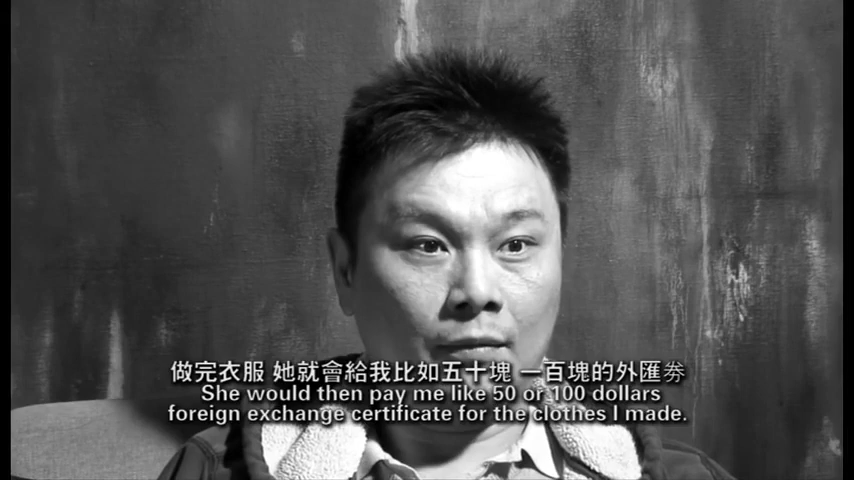 做完衣服 她就會給我比如五十塊 一百塊的外匯券
She would then pay me like 50 or 100 dollars
foreign exchange certificate for the clothes I made.